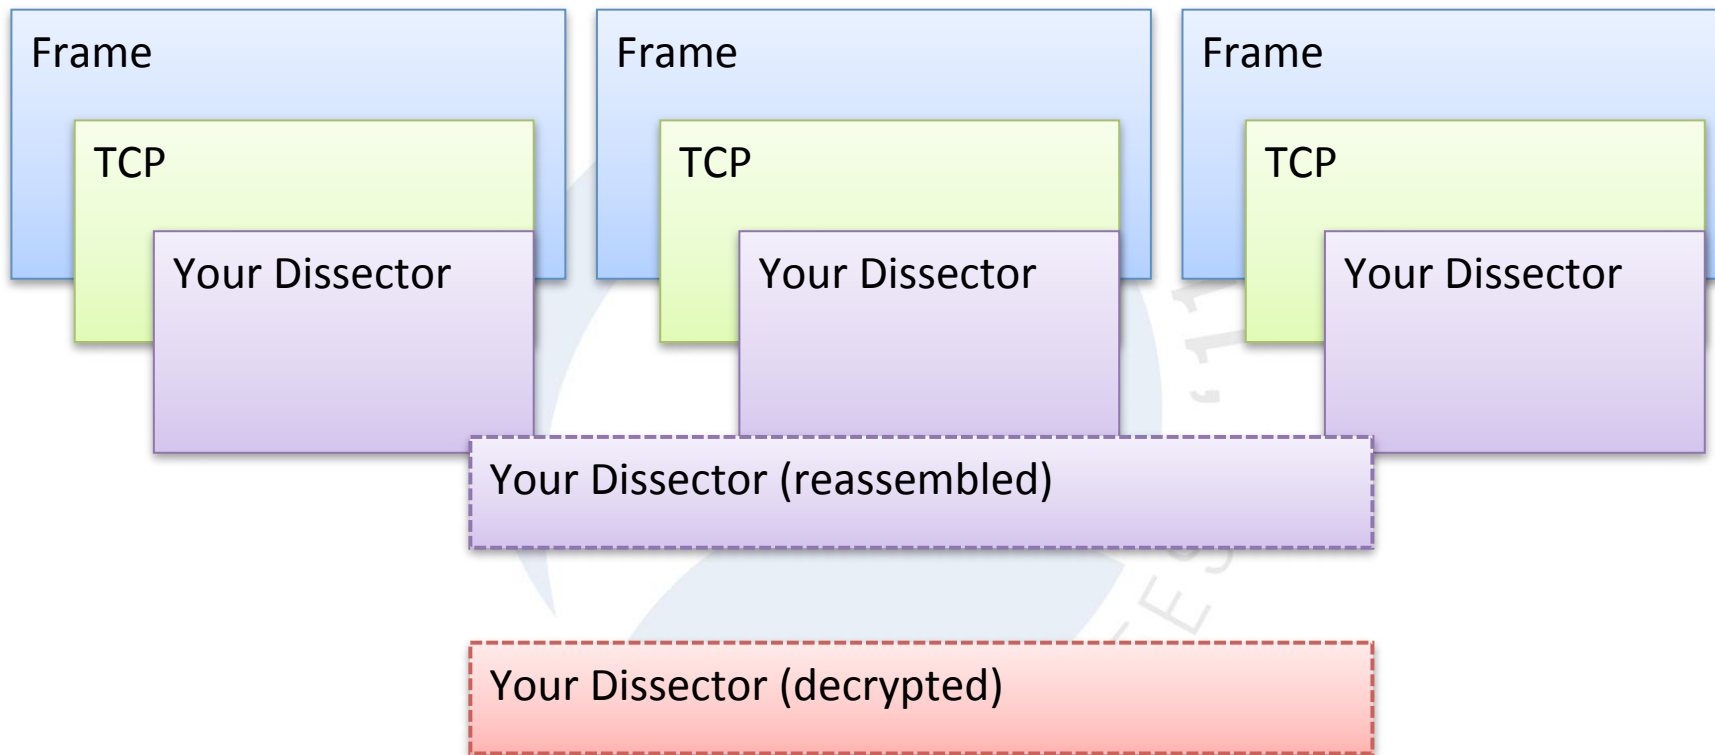 Frame
Frame
Frame
TCP
TCP
TCP
Your Dissector
Your Dissector
Your Dissector
Your Dissector (reassembled)
Your Dissector (decrypted)